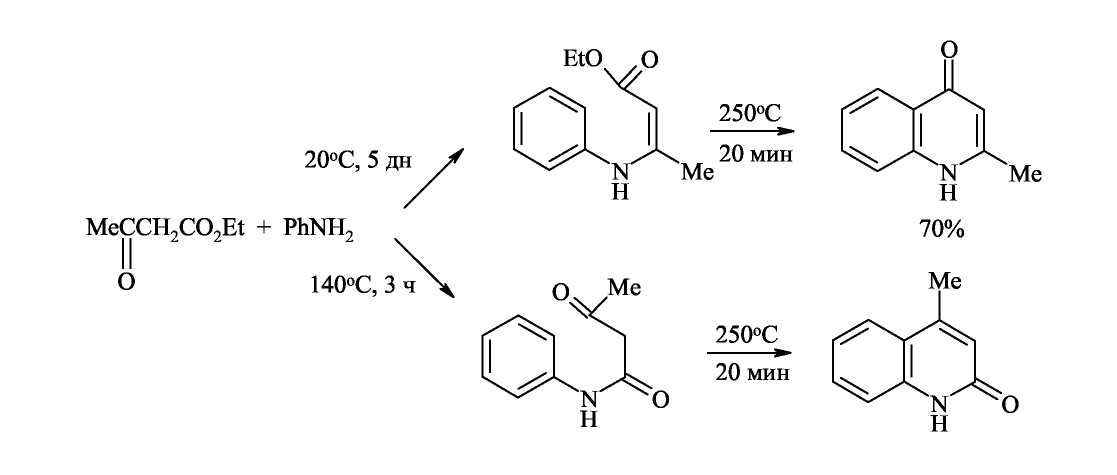 EtO O
20°C, 5 дн
N
H
Me
250°C
20 мин
O
N
H
Me
70%
MeCCH₂CO₂Et + PhNH₂
O
140°C, 3 ч
O Me
N
H
O
250°C
20 мин
Me
N
H
O